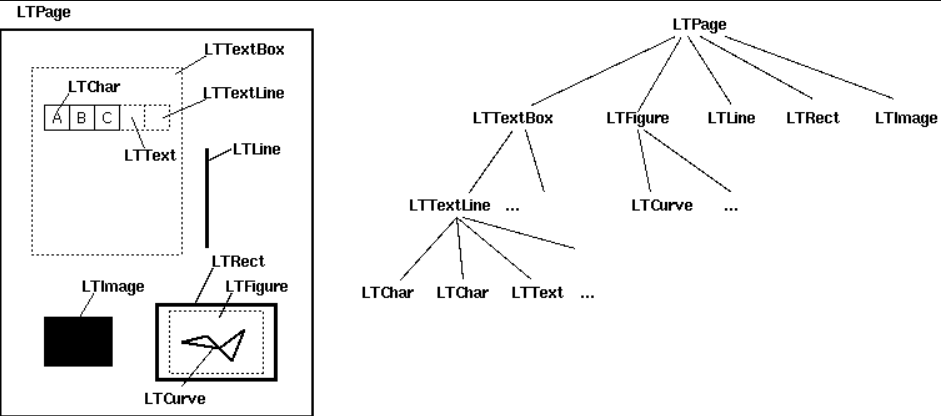 LTPage
LTTextBox
LTChar
LTTextLine
A B C
LTText
LTLine
LTRect
LTImage
LTFigure
LTCurve
LTPage
LTTextBox LTFigure LTLine LTRect LTImage
LTTextLine ... LTCurve ...
LTChar LTChar LTText ...